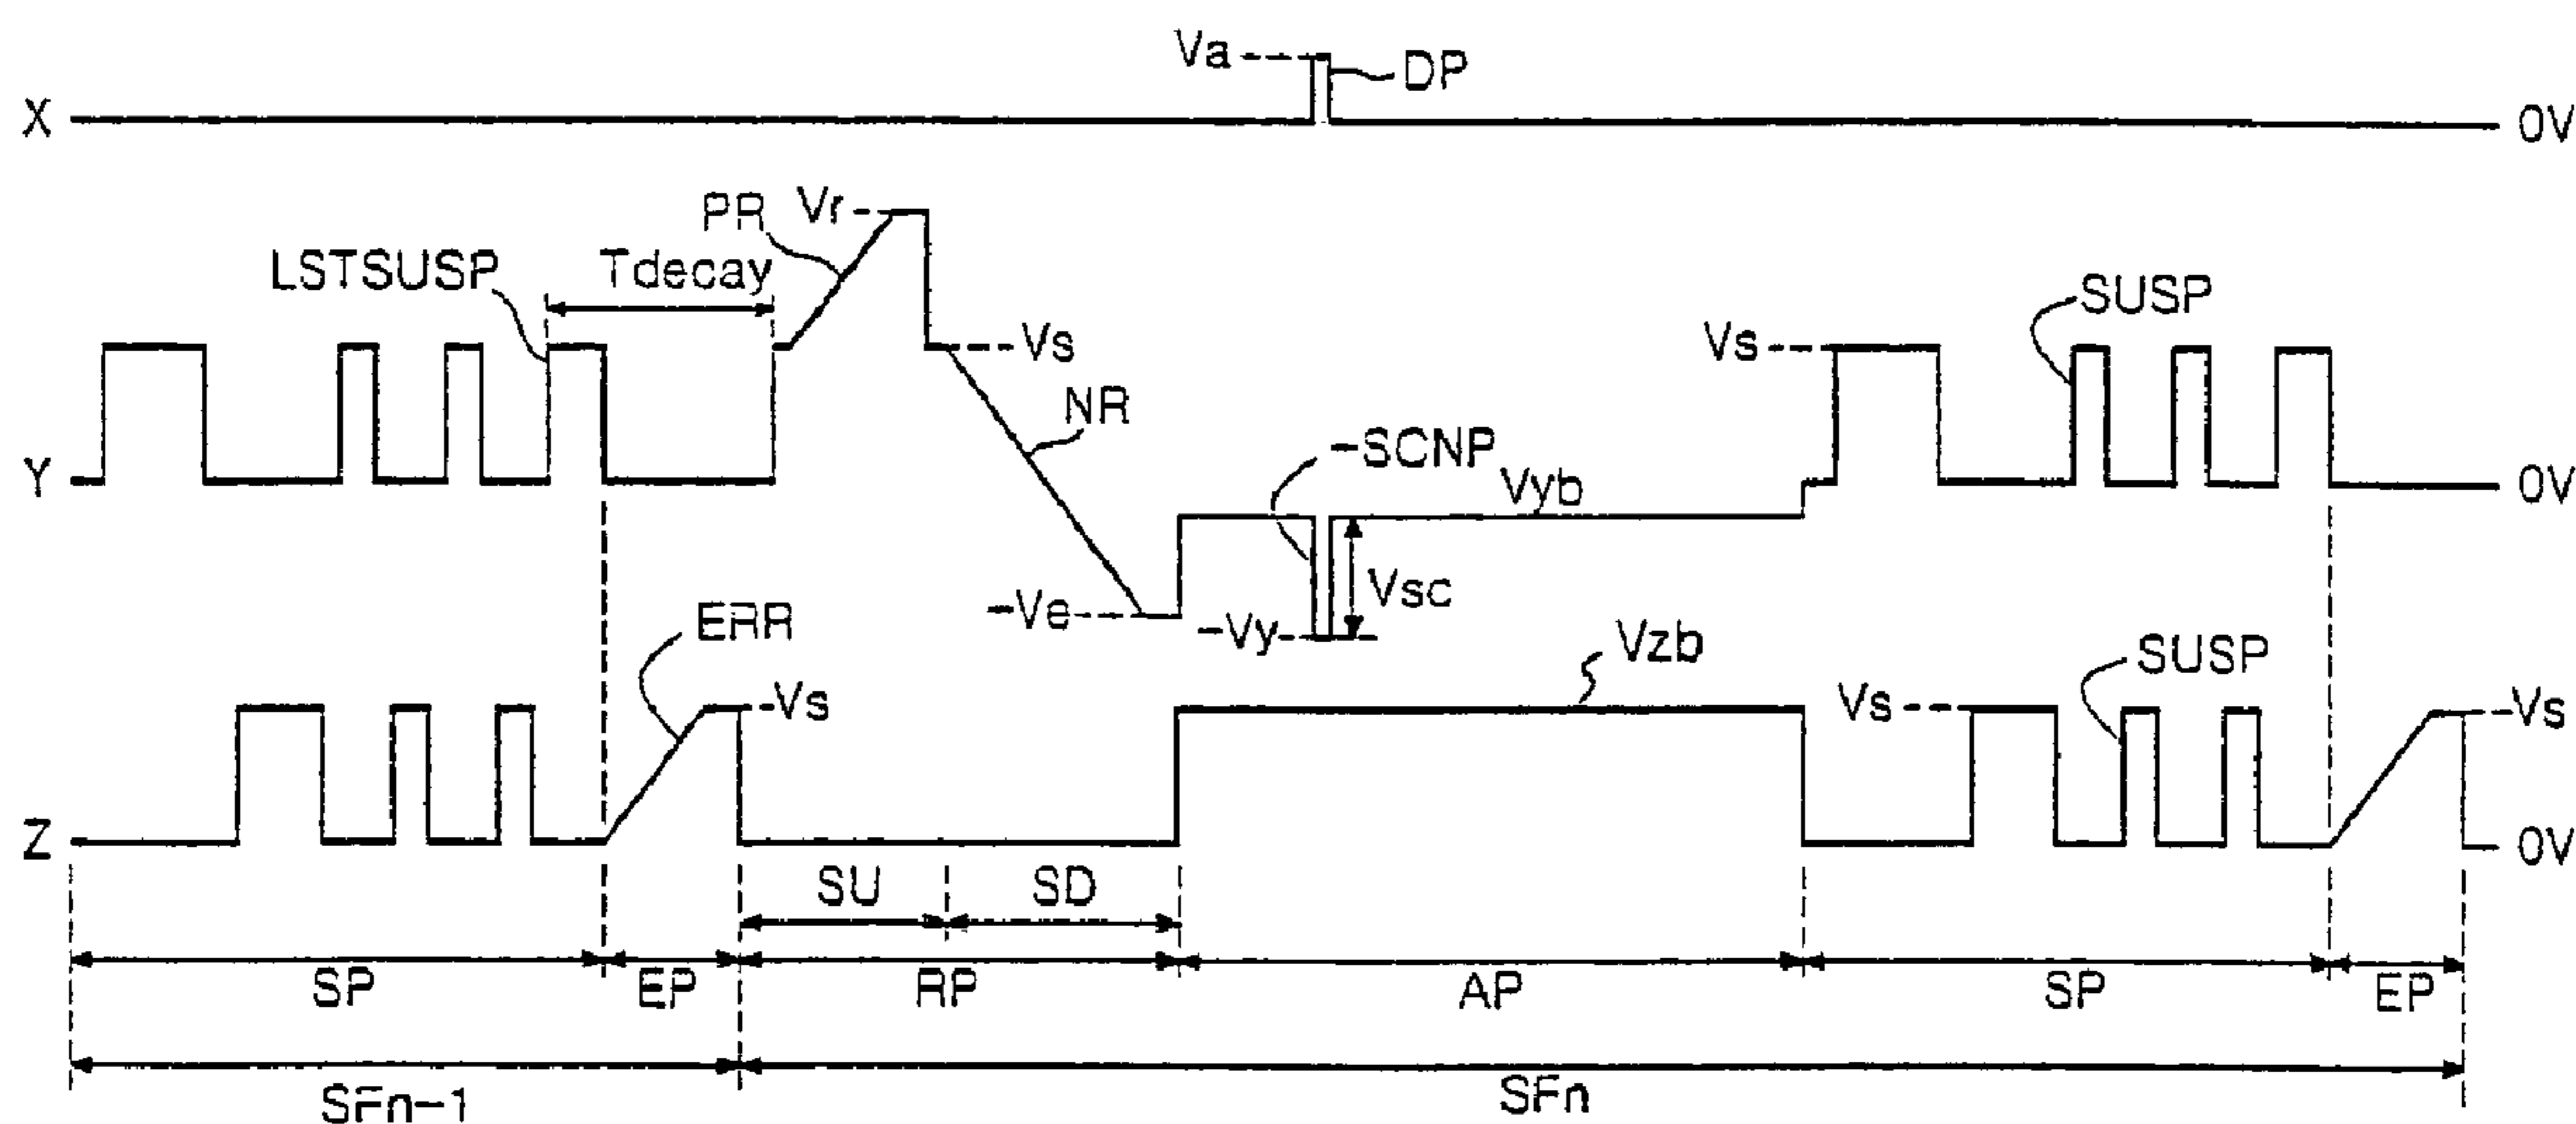 Va
DP
X
0V
PR
Vr
LSTSUSP
Tdecay
SUSP
Vs
Vs
NR
-SCNP
Vyb
Y
0V
-Ve
Vsc
-Vy
ERR
Vzb
SUSP
-Vs
Vs
-Vs
Z
0V
SU
SD
SP
EP
RP
AP
SP
EP
SFn-1
SFn